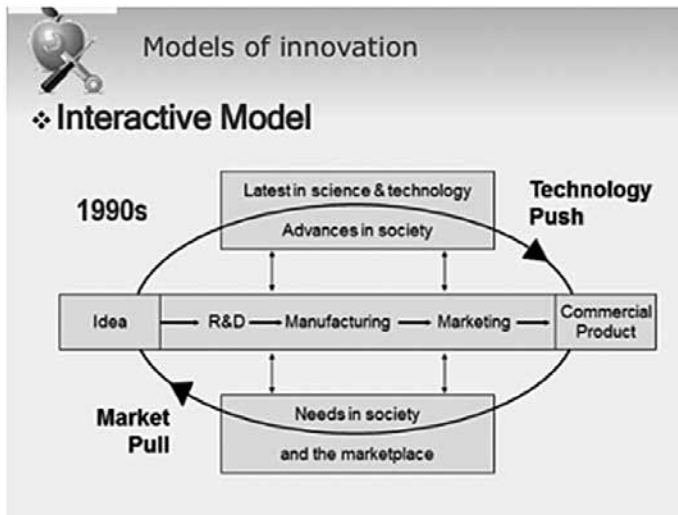 Models of innovation
❖ Interactive Model
1990s
Latest in science & technology
Advances in society
Technology
Push
Idea
R&D
Manufacturing
Marketing
Commercial
Product
Market
Pull
Needs in society
and the marketplace